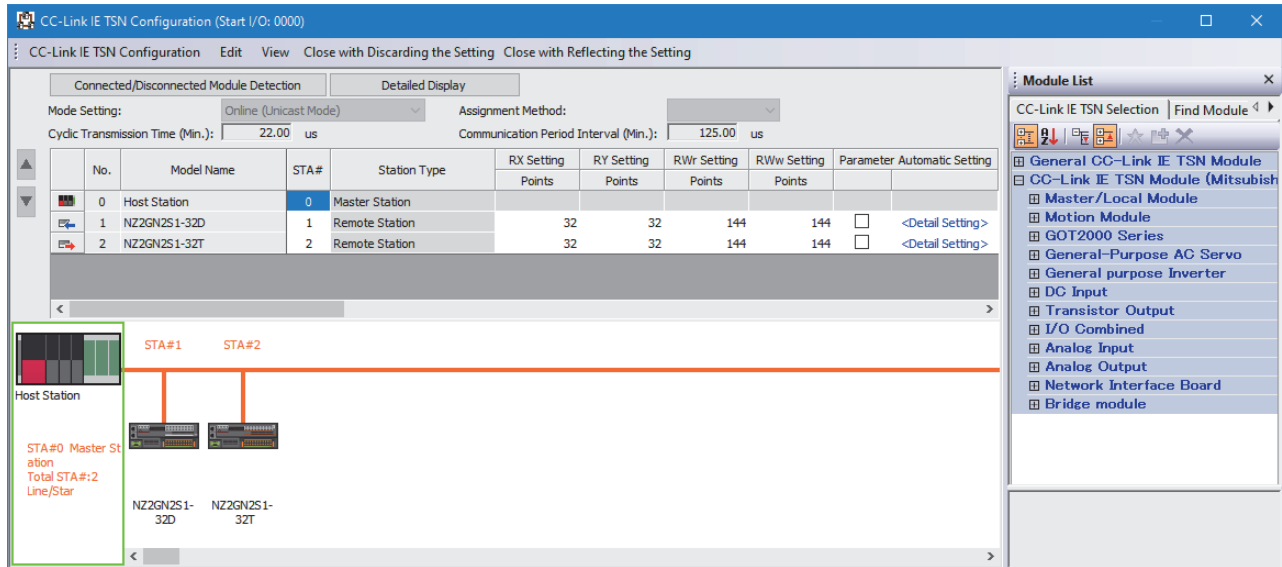 CC-Link IE TSN Configuration (Start I/O: 0000)
CC-Link IE TSN Configuration Edit View Close with Discarding the Setting Close with Reflecting the Setting
Connected/Disconnected Module Detection Detailed Display
Mode Setting: Online (Unicast Mode) Assignment Method:
Cyclic Transmission Time (Min.): 22.00 us Communication Period Interval (Min.): 125.00 us
No. Model Name STA# Station Type RX Setting RY Setting RWr Setting RWw Setting Parameter Automatic Setting
Points Points Points Points
0 Host Station 0 Master Station
1 NZ2GN2S1-32D 1 Remote Station 32 32 144 144 <Detail Setting>
2 NZ2GN2S1-32T 2 Remote Station 32 32 144 144 <Detail Setting>
STA#1 STA#2
Host Station
STA#0 Master St
ation
Total STA#:2
Line/Star
NZ2GN2S1-
32D
NZ2GN2S1-
32T
Module List
CC-Link IE TSN Selection Find Module
General CC-Link IE TSN Module
CC-Link IE TSN Module (Mitsubish
Master/Local Module
Motion Module
GOT2000 Series
General-Purpose AC Servo
General purpose Inverter
DC Input
Transistor Output
I/O Combined
Analog Input
Analog Output
Network Interface Board
Bridge module